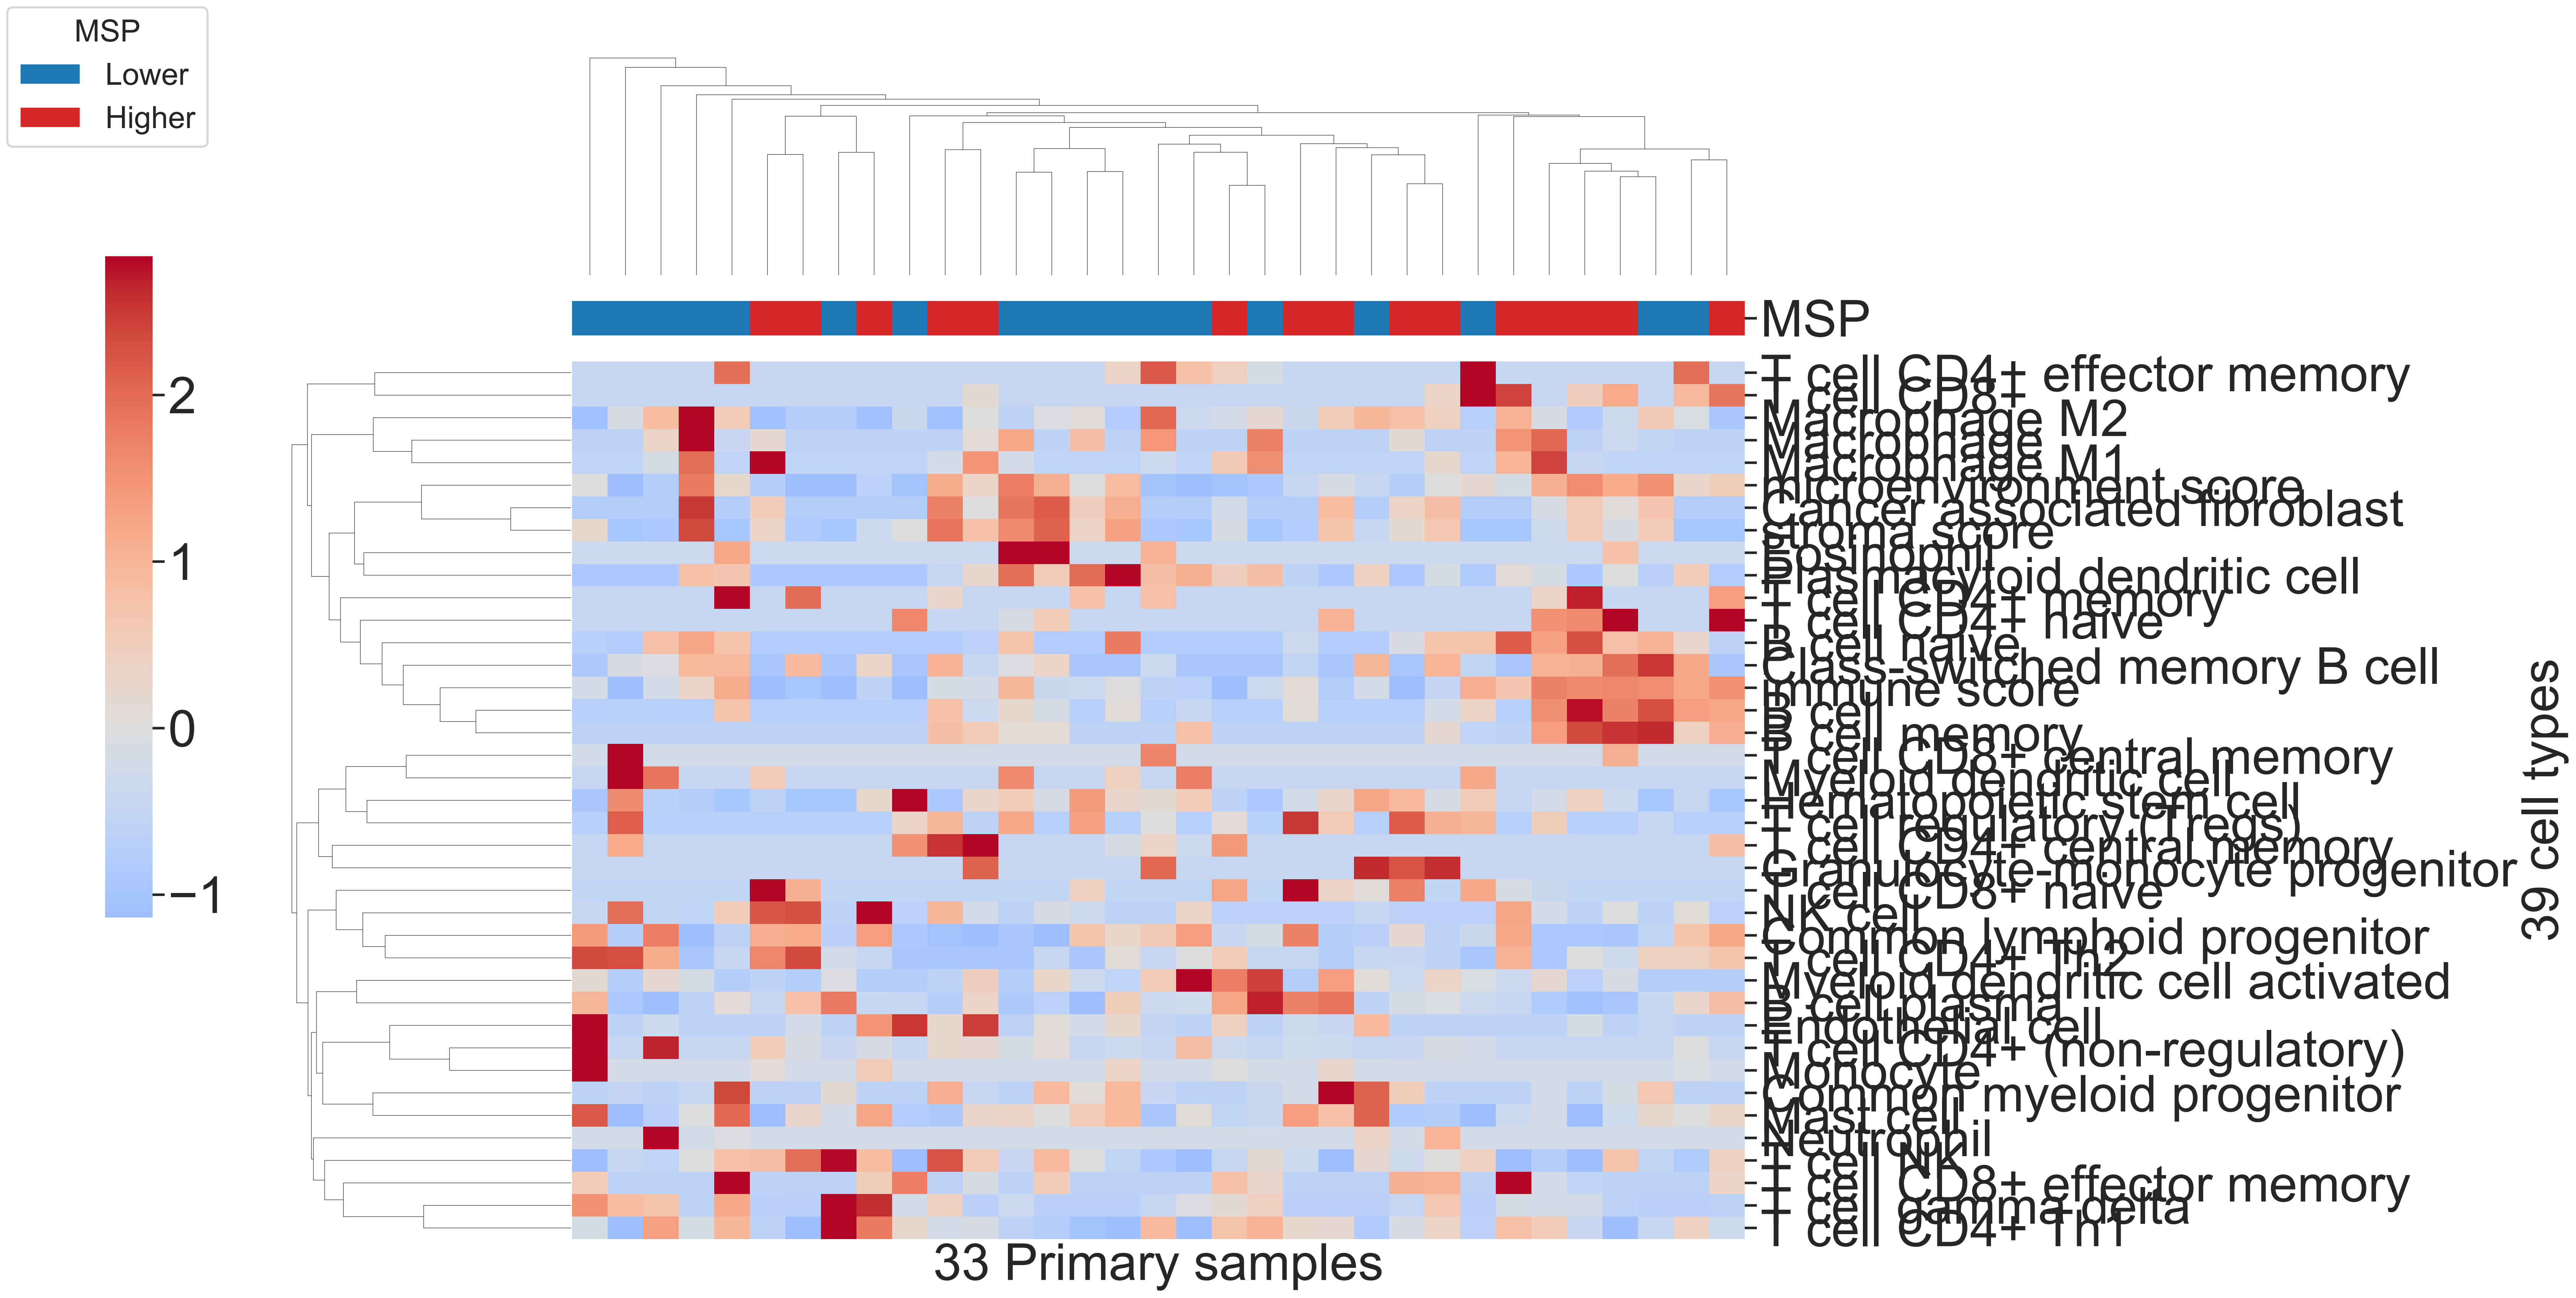 MSP
Lower
Higher
2
1
0
−1
MSP
T cell CD4+ effector memory
T cell CD8+
Macrophage M2
Macrophage
Macrophage M1
microenvironment score
Cancer associated fibroblast
stroma score
Eosinophil
Plasmacytoid dendritic cell
T cell CD4+ memory
T cell CD4+ naive
B cell naive
Class-switched memory B cell
immune score
B cell
B cell memory
T cell CD8+ central memory
Myeloid dendritic cell
Hematopoietic stem cell
T cell regulatory (Tregs)
T cell CD4+ central memory
Granulocyte-monocyte progenitor
T cell CD8+ naive
NK cell
Common lymphoid progenitor
T cell CD4+ Th2
Myeloid dendritic cell activated
B cell plasma
Endothelial cell
T cell CD4+ (non-regulatory)
Monocyte
Common myeloid progenitor
Mast cell
Neutrophil
T cell NK
T cell CD8+ effector memory
T cell gamma delta
T cell CD4+ Th1
39 cell types
33 Primary samples